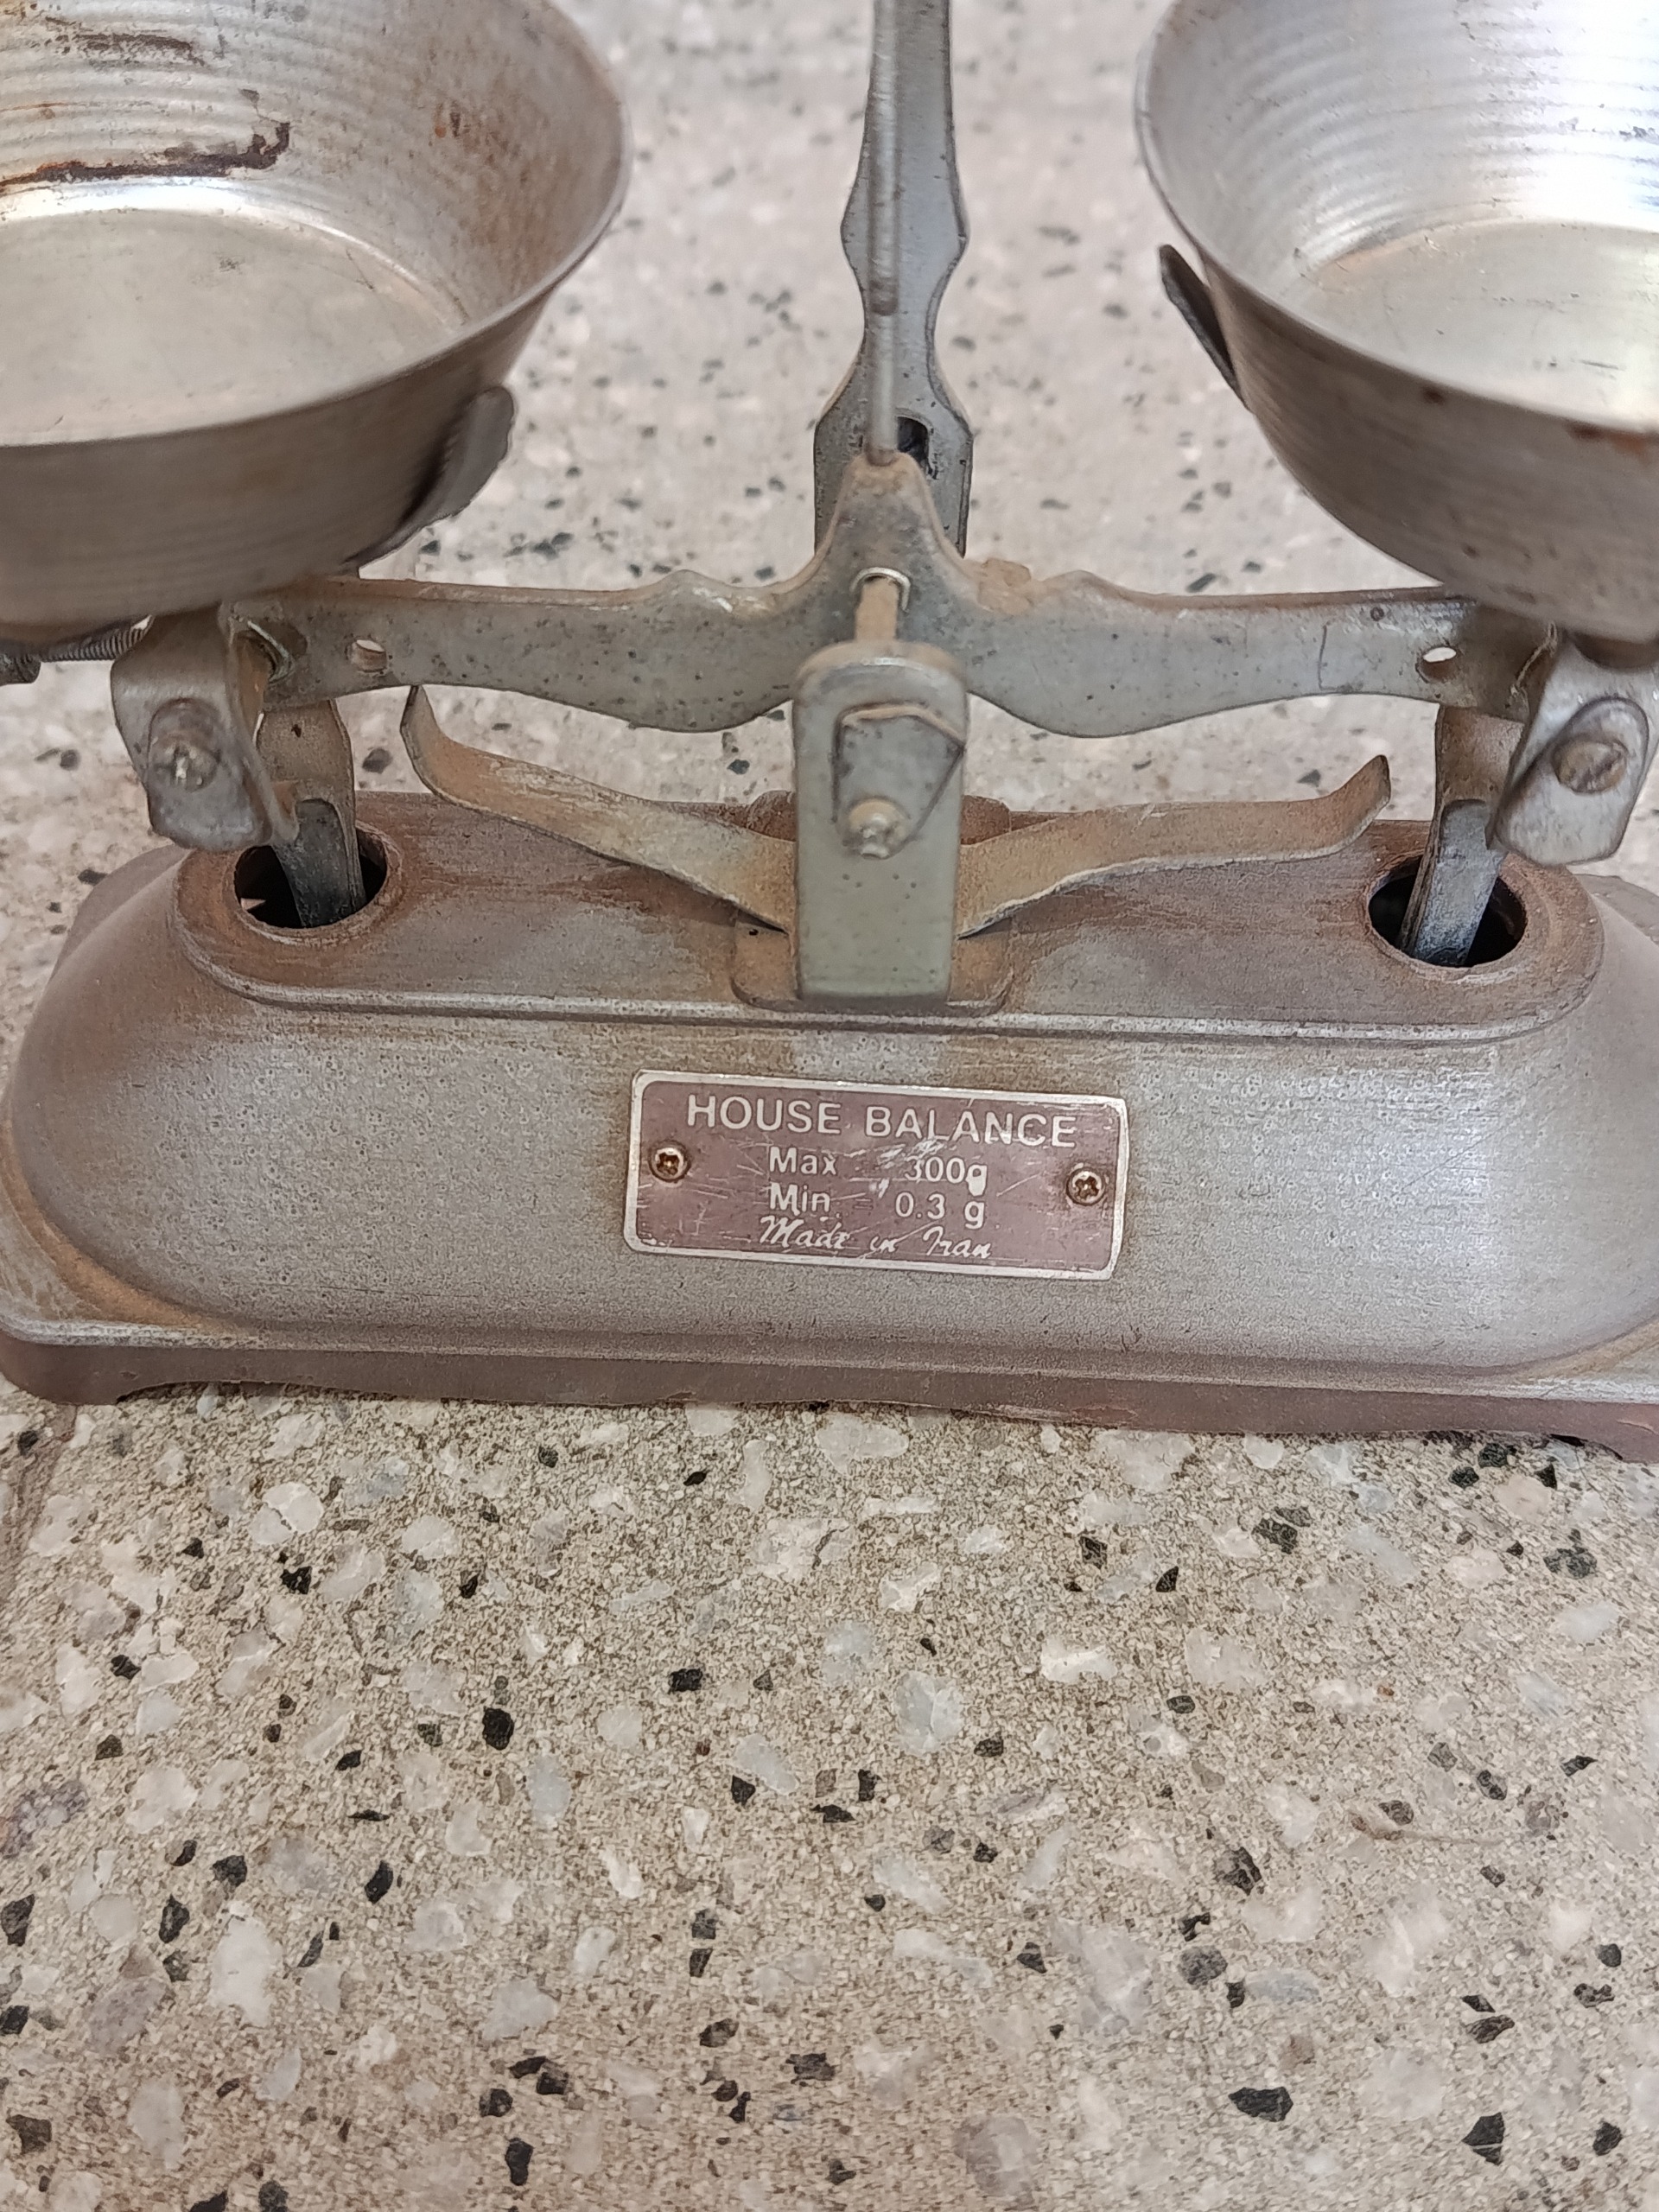 HOUSE BALANCE
Max 300g
Min. 0.3 g
Made in Iran